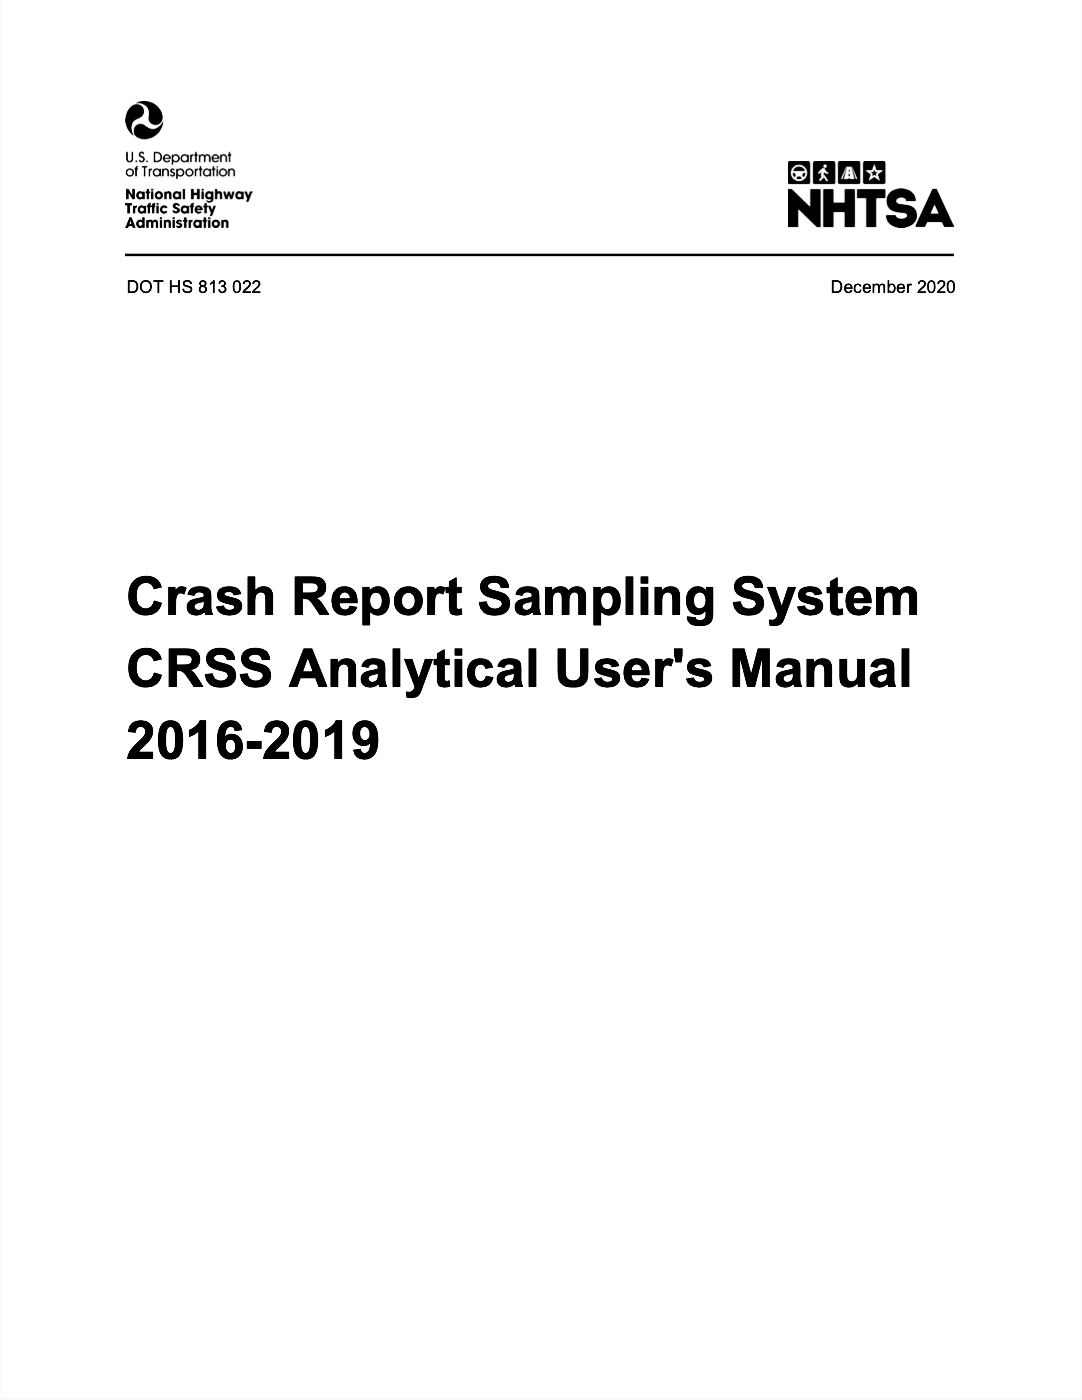 U.S. Department
of Transportation
National Highway
Traffic Safety
Administration
NHTSA
DOT HS 813 022
December 2020
Crash Report Sampling System
CRSS Analytical User's Manual
2016-2019